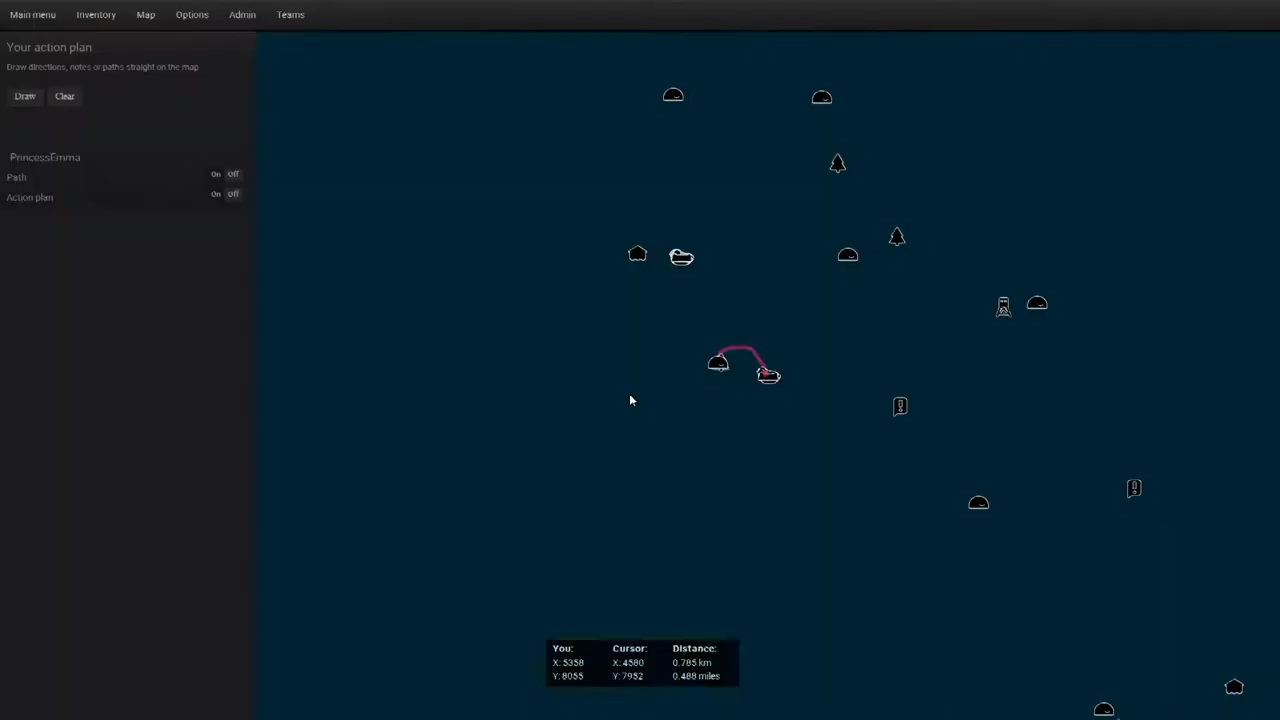 Main menu Inventory Map Options Admin Teams
Your action plan
Draw directions, notes or paths straight on the map
Draw Clear
PrincessEmma
Path On Off
Action plan On Off
You: Cursor: Distance:
X: 5358 X: 4580 0.785 km
Y: 8055 Y: 7952 0.488 miles